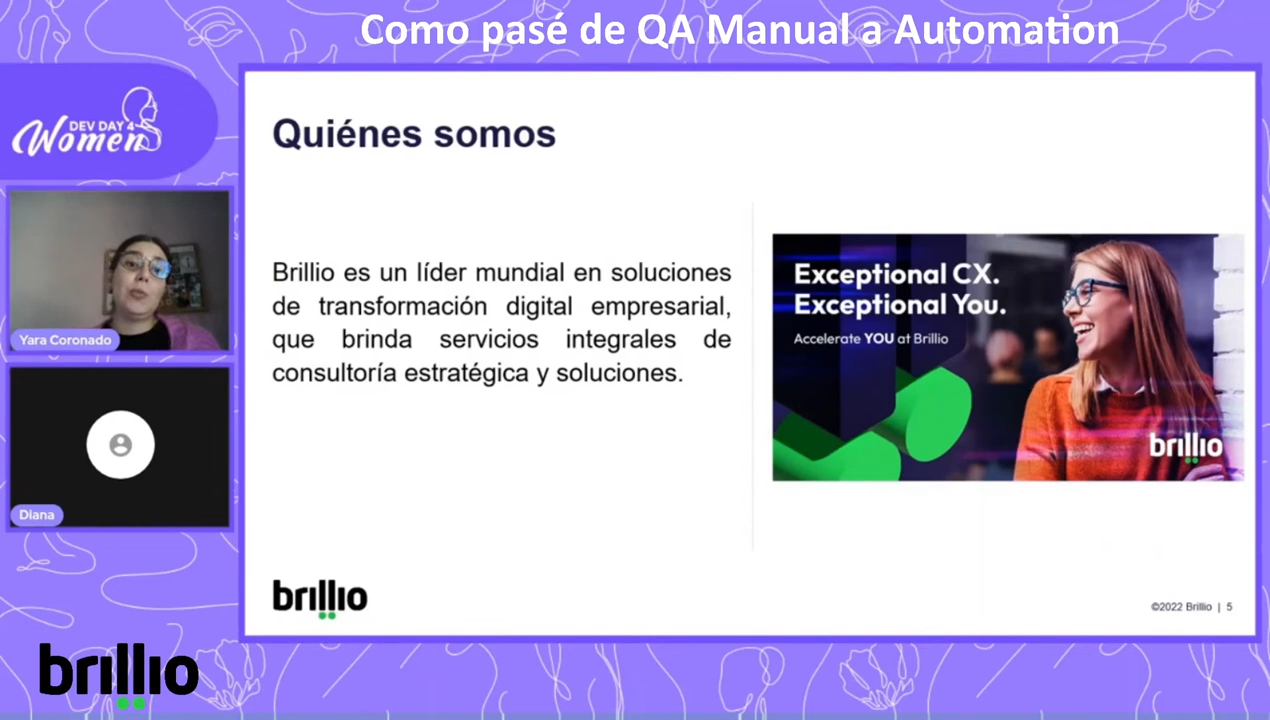 Como pasé de QA Manual a Automation
DEV DAY 4
Women
Quiénes somos
Brillio es un líder mundial en soluciones
de transformación digital empresarial,
que brinda servicios integrales de
consultoría estratégica y soluciones.
Exceptional CX.
Exceptional You.
Accelerate YOU at Brillio
brillio
Yara Coronado
Diana
brillio
©2022 Brillio | 5
brillio